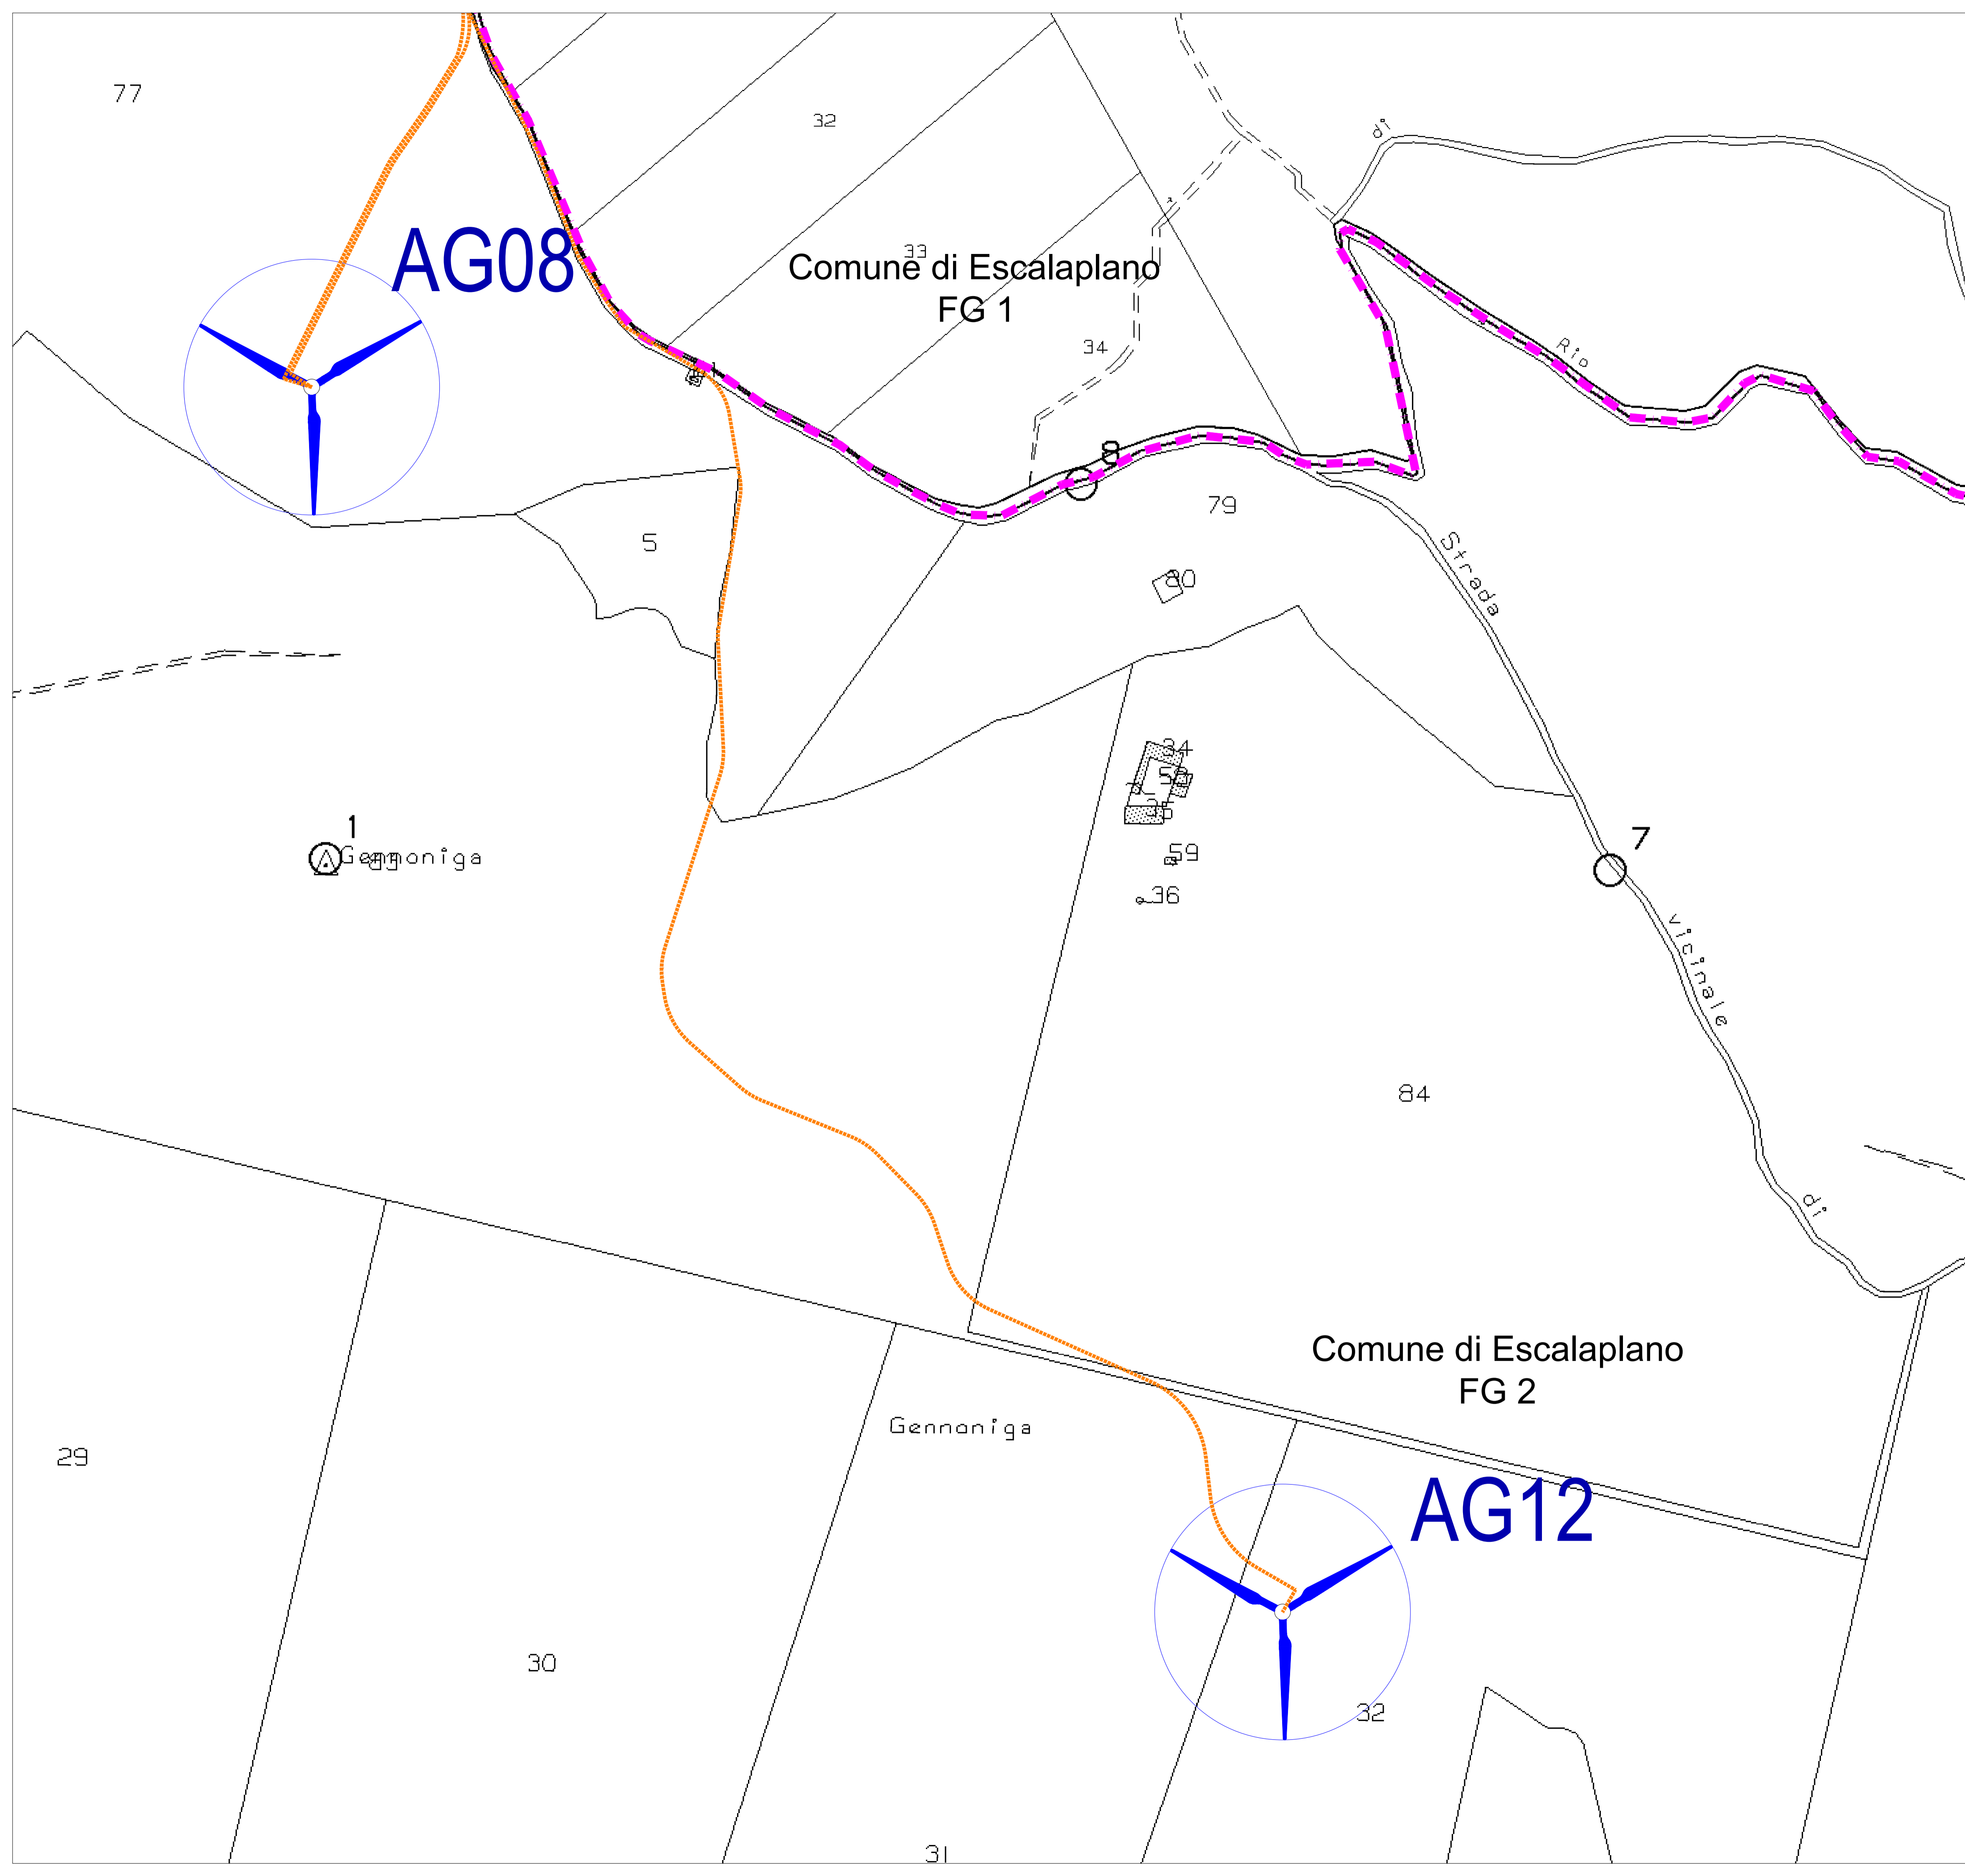 77
32
di
AG08
33
Comune di Escalaplano
FG 1
34
Rio
8
79
5
80
Strada
34
59
36
1
Gennoniga
7
vicinale
84
di
Comune di Escalaplano
FG 2
Gennoniga
29
AG12
30
32
31